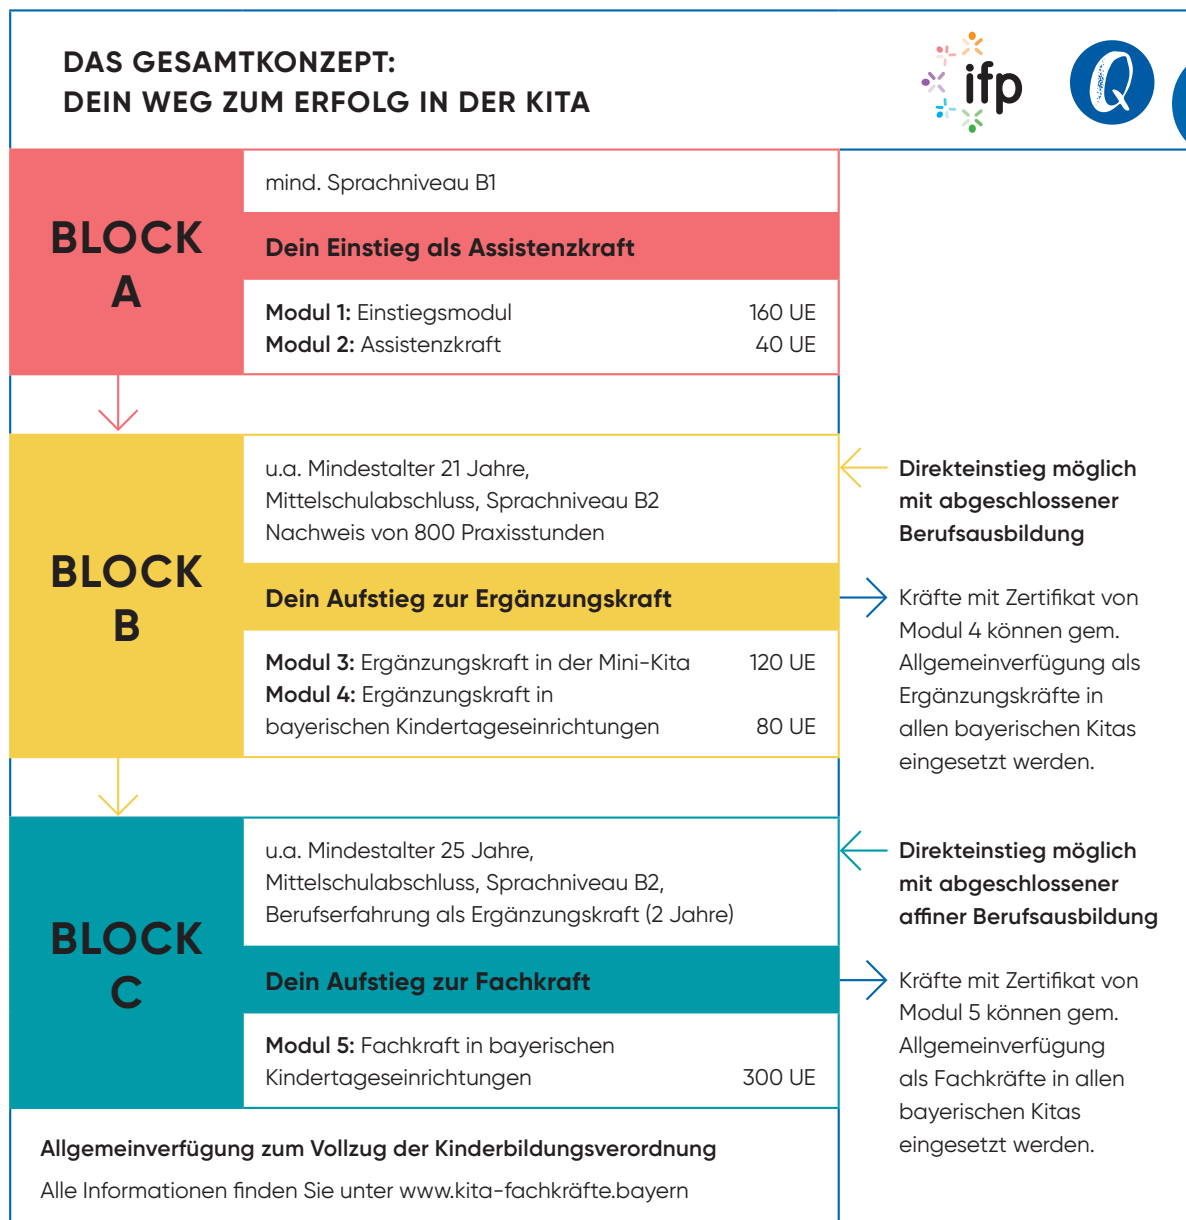 DAS GESAMTKONZEPT:
DEIN WEG ZUM ERFOLG IN DER KITA
ifp
Q
BLOCK
A
mind. Sprachniveau B1
Dein Einstieg als Assistenzkraft
Modul 1: Einstiegsmodul 160 UE
Modul 2: Assistenzkraft 40 UE
BLOCK
B
u.a. Mindestalter 21 Jahre,
Mittelschulabschluss, Sprachniveau B2
Nachweis von 800 Praxisstunden
Direkteinstieg möglich
mit abgeschlossener
Berufsausbildung
Dein Aufstieg zur Ergänzungskraft
Modul 3: Ergänzungskraft in der Mini-Kita 120 UE
Modul 4: Ergänzungskraft in
bayerischen Kindertageseinrichtungen 80 UE
Kräfte mit Zertifikat von
Modul 4 können gem.
Allgemeinverfügung als
Ergänzungskräfte in
allen bayerischen Kitas
eingesetzt werden.
BLOCK
C
u.a. Mindestalter 25 Jahre,
Mittelschulabschluss, Sprachniveau B2,
Berufserfahrung als Ergänzungskraft (2 Jahre)
Direkteinstieg möglich
mit abgeschlossener
affiner Berufsausbildung
Dein Aufstieg zur Fachkraft
Modul 5: Fachkraft in bayerischen
Kindertageseinrichtungen 300 UE
Kräfte mit Zertifikat von
Modul 5 können gem.
Allgemeinverfügung
als Fachkräfte in allen
bayerischen Kitas
eingesetzt werden.
Allgemeinverfügung zum Vollzug der Kinderbildungsverordnung
Alle Informationen finden Sie unter www.kita-fachkräfte.bayern